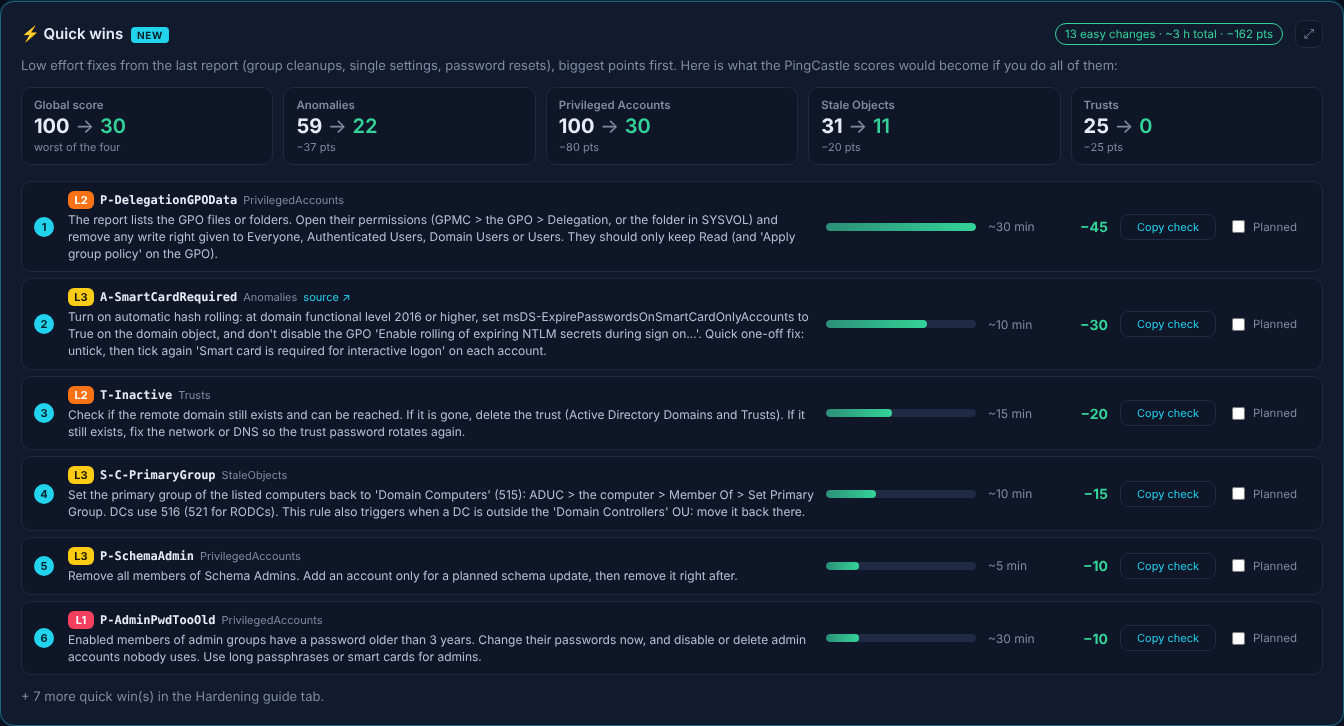 ⚡ Quick wins NEW
13 easy changes · ~3 h total · −162 pts
Low effort fixes from the last report (group cleanups, single settings, password resets), biggest points first. Here is what the PingCastle scores would become if you do all of them:
Global score
100 → 30
worst of the four
Anomalies
59 → 22
−37 pts
Privileged Accounts
100 → 30
−80 pts
Stale Objects
31 → 11
−20 pts
Trusts
25 → 0
−25 pts
1
L2 P-DelegationGPOData PrivilegedAccounts
The report lists the GPO files or folders. Open their permissions (GPMC > the GPO > Delegation, or the folder in SYSVOL) and
remove any write right given to Everyone, Authenticated Users, Domain Users or Users. They should only keep Read (and 'Apply
group policy' on the GPO).
~30 min −45 Copy check Planned
2
L3 A-SmartCardRequired Anomalies source ↗
Turn on automatic hash rolling: at domain functional level 2016 or higher, set msDS-ExpirePasswordsOnSmartCardOnlyAccounts to
True on the domain object, and don't disable the GPO 'Enable rolling of expiring NTLM secrets during sign on...'. Quick one-off fix:
untick, then tick again 'Smart card is required for interactive logon' on each account.
~10 min −30 Copy check Planned
3
L2 T-Inactive Trusts
Check if the remote domain still exists and can be reached. If it is gone, delete the trust (Active Directory Domains and Trusts). If it
still exists, fix the network or DNS so the trust password rotates again.
~15 min −20 Copy check Planned
4
L3 S-C-PrimaryGroup StaleObjects
Set the primary group of the listed computers back to 'Domain Computers' (515): ADUC > the computer > Member Of > Set Primary
Group. DCs use 516 (521 for RODCs). This rule also triggers when a DC is outside the 'Domain Controllers' OU: move it back there.
~10 min −15 Copy check Planned
5
L3 P-SchemaAdmin PrivilegedAccounts
Remove all members of Schema Admins. Add an account only for a planned schema update, then remove it right after.
~5 min −10 Copy check Planned
6
L1 P-AdminPwdTooOld PrivilegedAccounts
Enabled members of admin groups have a password older than 3 years. Change their passwords now, and disable or delete admin
accounts nobody uses. Use long passphrases or smart cards for admins.
~30 min −10 Copy check Planned
+ 7 more quick win(s) in the Hardening guide tab.